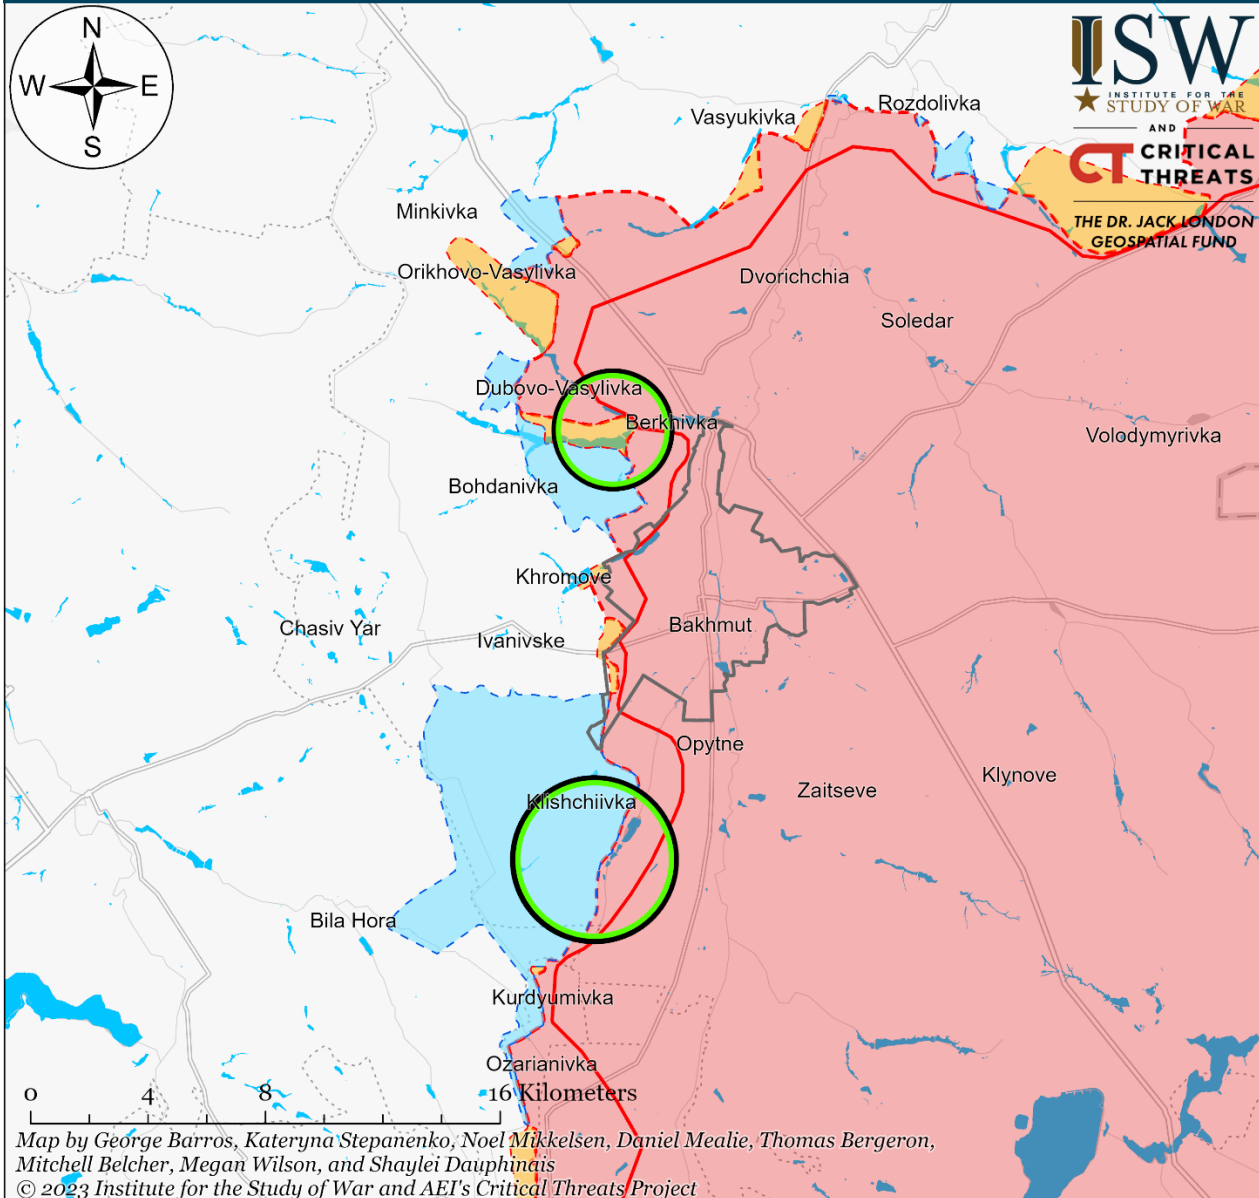 N
W E
S
ISW
INSTITUTE FOR THE
STUDY OF WAR
AND
CT CRITICAL
THREATS
THE DR. JACK LONDON
GEOSPATIAL FUND
Rozdolivka
Vasyukivka
Minkivka
Orikhovo-Vasylivka
Dvorichchia
Soledar
Dubovo-Vasylivka
Berkhivka
Volodymyrivka
Bohdanivka
Khromove
Chasiv Yar
Bakhmut
Ivanivske
Opytne
Klynove
Zaitseve
Klishchiivka
Bila Hora
Kurdyumivka
Ozarianivka
0 4 8 16 Kilometers
Map by George Barros, Kateryna Stepanenko, Noel Mikkelsen, Daniel Mealie, Thomas Bergeron,
Mitchell Belcher, Megan Wilson, and Shaylei Dauphinais
© 2023 Institute for the Study of War and AEI's Critical Threats Project